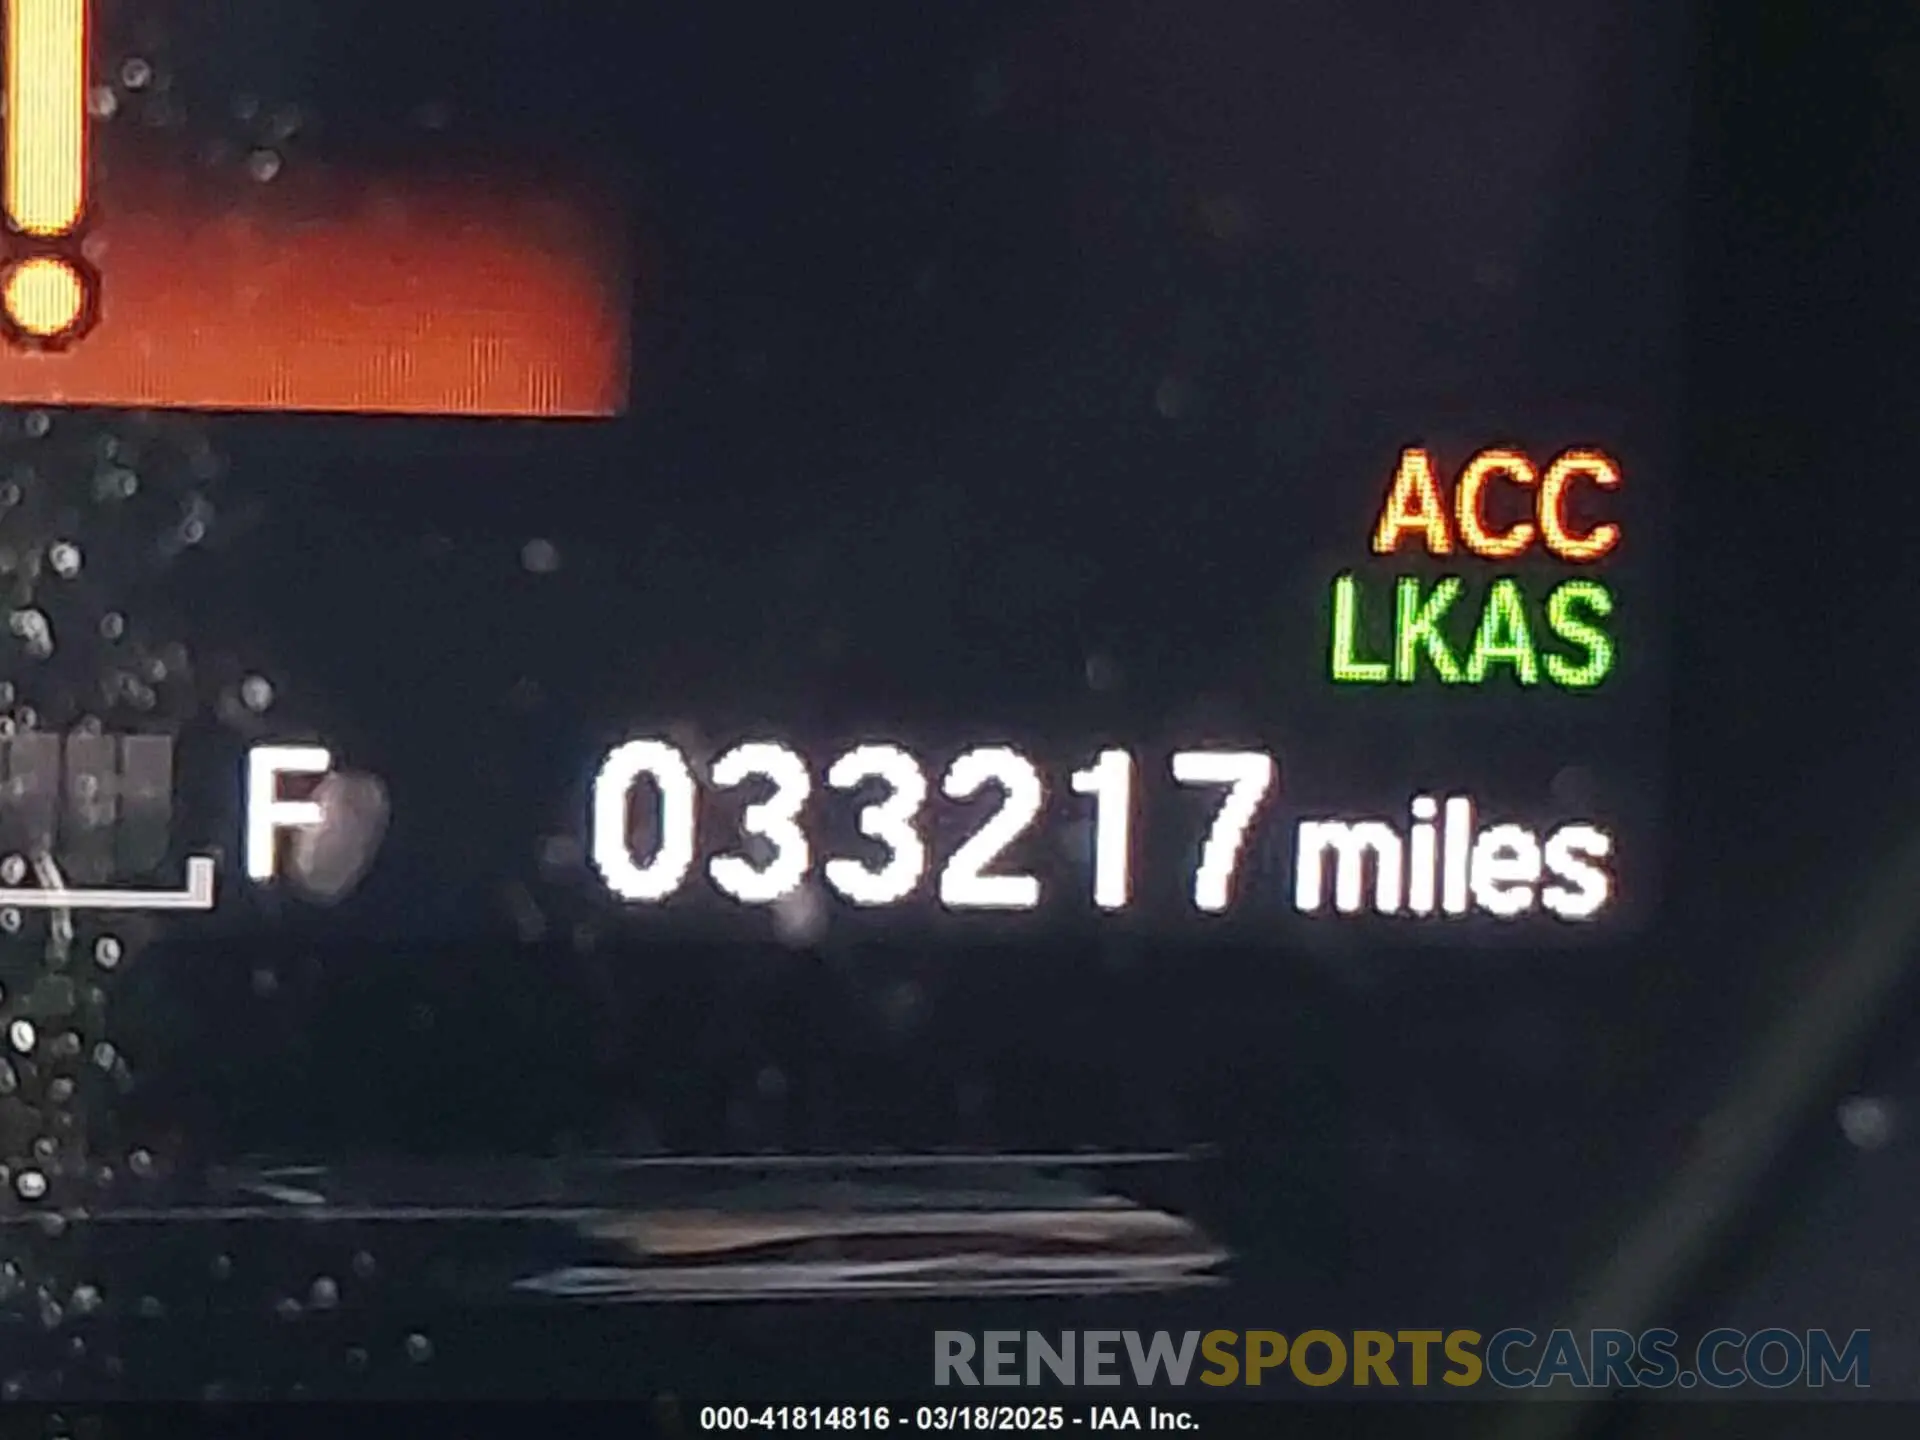 !
ACC
LKAS
F 033217 miles
RENEWSPORTSCARS.COM
000-41814816 - 03/18/2025 - IAA Inc.